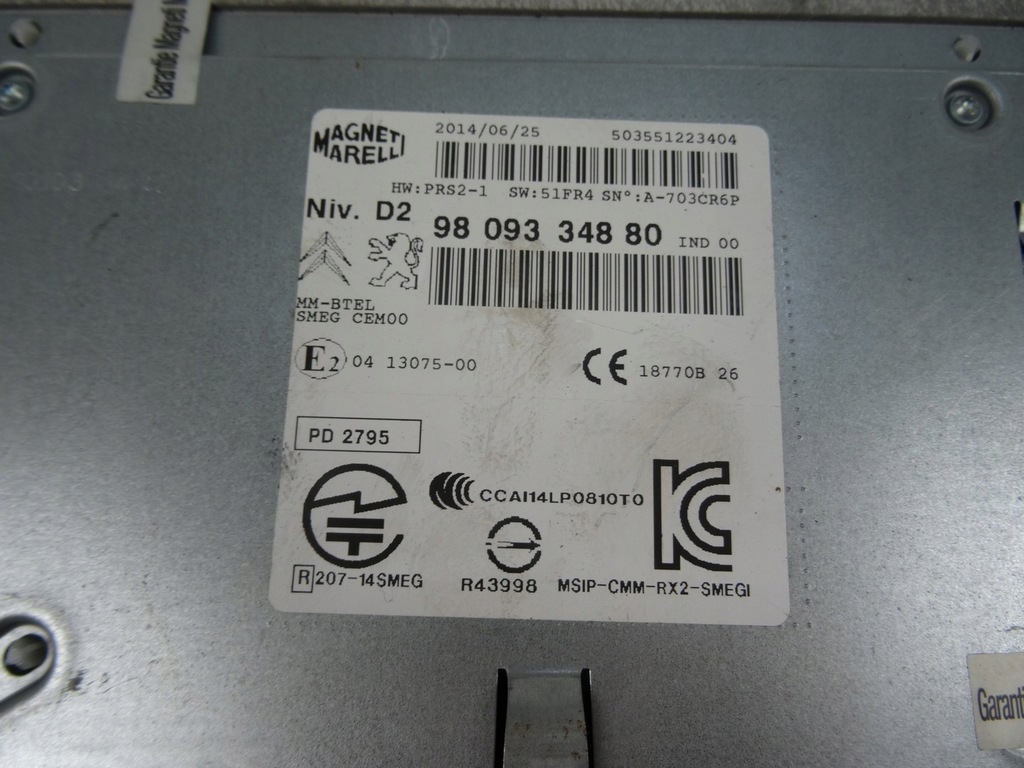 Garantie Magnet
MAGNETI
MARELLI
2014/06/25 503551223404
HW:PRS2-1 SW:51FR4 SN°:A-703CR6P
Niv. D2
98 093 348 80 IND 00
MM-BTEL
SMEG CEM00
E2 04 13075-00
CE 18770B 26
PD 2795
CCAI14LP0810T0
R 207-14SMEG
R43998
MSIP-CMM-RX2-SMEG1
Garanti